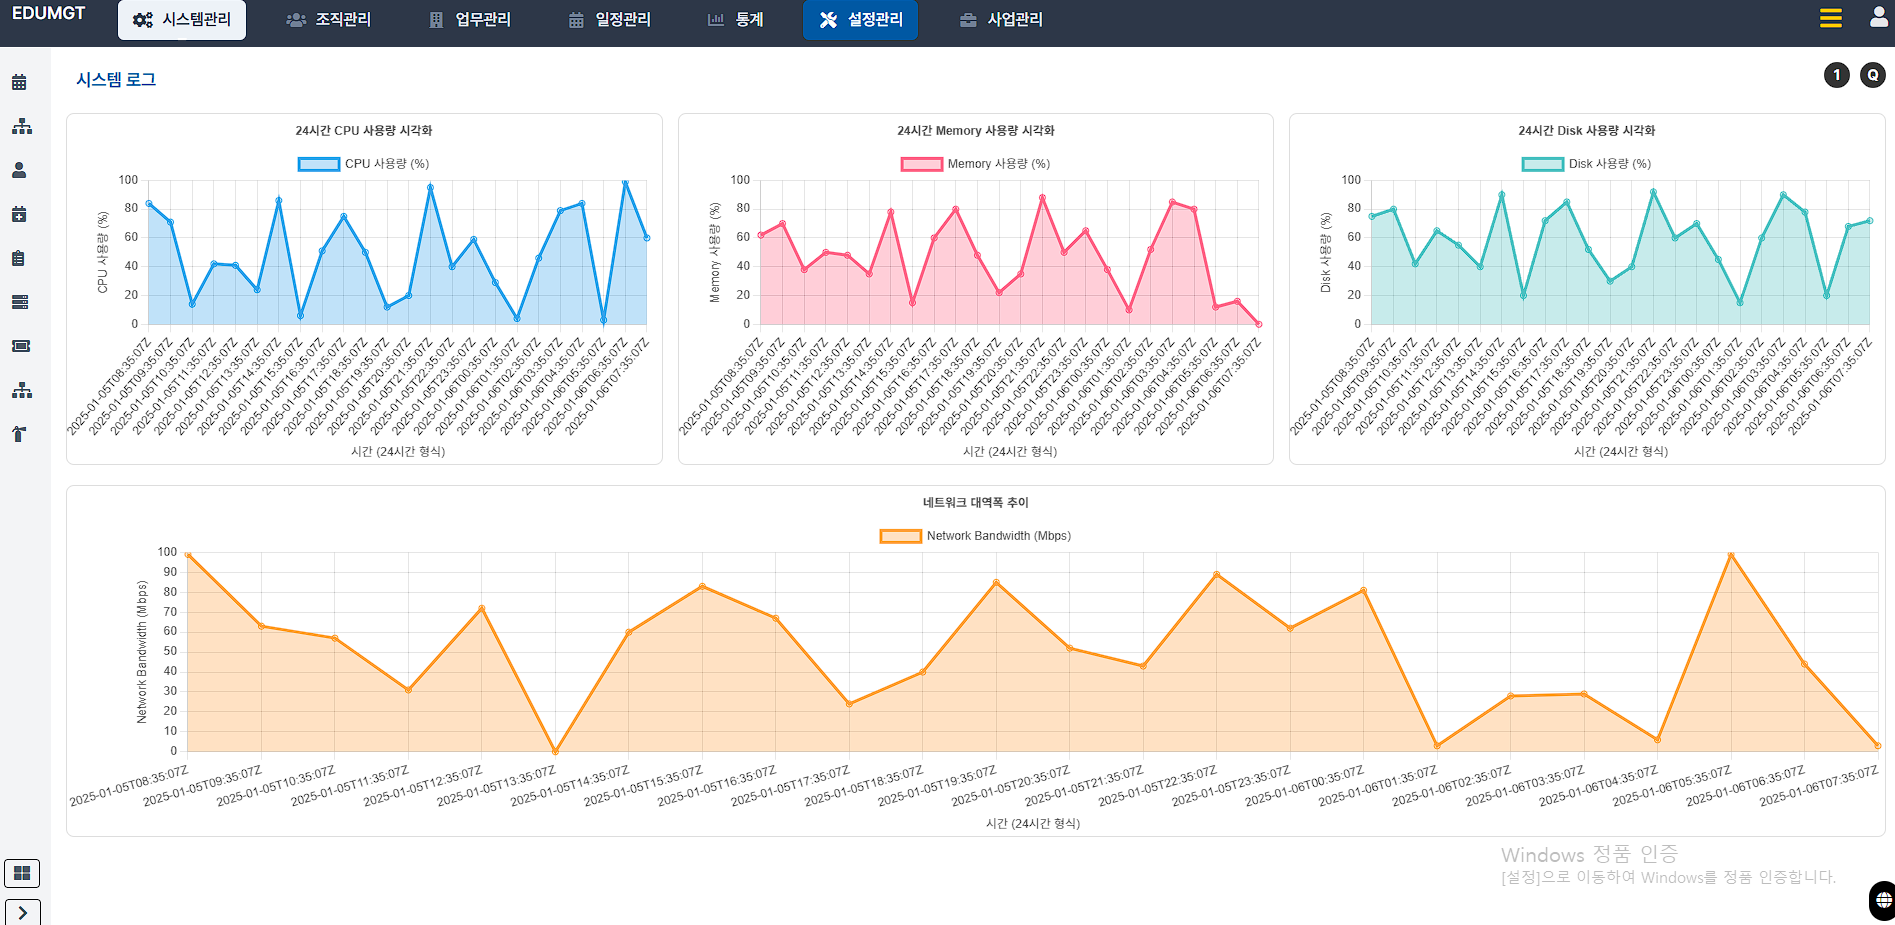 EDUMGT
시스템관리
조직관리
업무관리
일정관리
통계
설정관리
사업관리
시스템 로그
1
Q
24시간 CPU 사용량 시각화
CPU 사용량 (%)
CPU 사용량 (%)
100
80
60
40
20
0
2025-01-05T08:35:07Z
2025-01-05T09:35:07Z
2025-01-05T10:35:07Z
2025-01-05T11:35:07Z
2025-01-05T12:35:07Z
2025-01-05T13:35:07Z
2025-01-05T14:35:07Z
2025-01-05T15:35:07Z
2025-01-05T16:35:07Z
2025-01-05T17:35:07Z
2025-01-05T18:35:07Z
2025-01-05T19:35:07Z
2025-01-05T20:35:07Z
2025-01-05T21:35:07Z
2025-01-05T22:35:07Z
2025-01-05T23:35:07Z
2025-01-06T00:35:07Z
2025-01-06T01:35:07Z
2025-01-06T02:35:07Z
2025-01-06T03:35:07Z
2025-01-06T04:35:07Z
2025-01-06T05:35:07Z
2025-01-06T06:35:07Z
2025-01-06T07:35:07Z
시간 (24시간 형식)
24시간 Memory 사용량 시각화
Memory 사용량 (%)
Memory 사용량 (%)
100
80
60
40
20
0
2025-01-05T08:35:07Z
2025-01-05T09:35:07Z
2025-01-05T10:35:07Z
2025-01-05T11:35:07Z
2025-01-05T12:35:07Z
2025-01-05T13:35:07Z
2025-01-05T14:35:07Z
2025-01-05T15:35:07Z
2025-01-05T16:35:07Z
2025-01-05T17:35:07Z
2025-01-05T18:35:07Z
2025-01-05T19:35:07Z
2025-01-05T20:35:07Z
2025-01-05T21:35:07Z
2025-01-05T22:35:07Z
2025-01-05T23:35:07Z
2025-01-06T00:35:07Z
2025-01-06T01:35:07Z
2025-01-06T02:35:07Z
2025-01-06T03:35:07Z
2025-01-06T04:35:07Z
2025-01-06T05:35:07Z
2025-01-06T06:35:07Z
2025-01-06T07:35:07Z
시간 (24시간 형식)
24시간 Disk 사용량 시각화
Disk 사용량 (%)
Disk 사용량 (%)
100
80
60
40
20
0
2025-01-05T08:35:07Z
2025-01-05T09:35:07Z
2025-01-05T10:35:07Z
2025-01-05T11:35:07Z
2025-01-05T12:35:07Z
2025-01-05T13:35:07Z
2025-01-05T14:35:07Z
2025-01-05T15:35:07Z
2025-01-05T16:35:07Z
2025-01-05T17:35:07Z
2025-01-05T18:35:07Z
2025-01-05T19:35:07Z
2025-01-05T20:35:07Z
2025-01-05T21:35:07Z
2025-01-05T22:35:07Z
2025-01-05T23:35:07Z
2025-01-06T00:35:07Z
2025-01-06T01:35:07Z
2025-01-06T02:35:07Z
2025-01-06T03:35:07Z
2025-01-06T04:35:07Z
2025-01-06T05:35:07Z
2025-01-06T06:35:07Z
2025-01-06T07:35:07Z
시간 (24시간 형식)
네트워크 대역폭 추이
Network Bandwidth (Mbps)
Network Bandwidth (Mbps)
100
90
80
70
60
50
40
30
20
10
0
2025-01-05T08:35:07Z
2025-01-05T09:35:07Z
2025-01-05T10:35:07Z
2025-01-05T11:35:07Z
2025-01-05T12:35:07Z
2025-01-05T13:35:07Z
2025-01-05T14:35:07Z
2025-01-05T15:35:07Z
2025-01-05T16:35:07Z
2025-01-05T17:35:07Z
2025-01-05T18:35:07Z
2025-01-05T19:35:07Z
2025-01-05T20:35:07Z
2025-01-05T21:35:07Z
2025-01-05T22:35:07Z
2025-01-05T23:35:07Z
2025-01-06T00:35:07Z
2025-01-06T01:35:07Z
2025-01-06T02:35:07Z
2025-01-06T03:35:07Z
2025-01-06T04:35:07Z
2025-01-06T05:35:07Z
2025-01-06T06:35:07Z
2025-01-06T07:35:07Z
시간 (24시간 형식)
Windows 정품 인증
[설정]으로 이동하여 Windows를 정품 인증합니다.